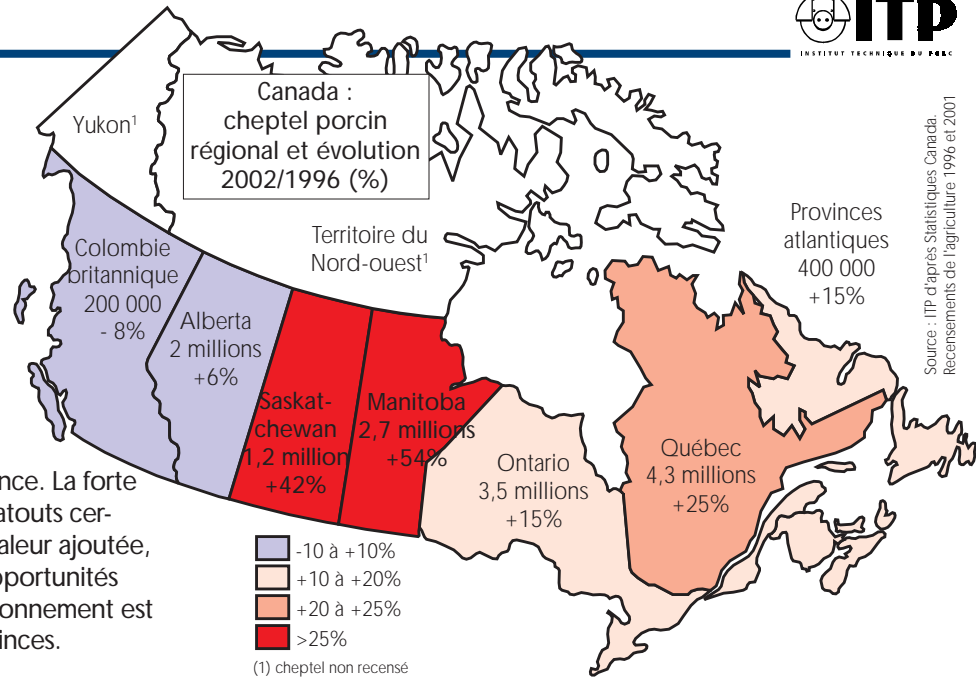 ITP
INSTITUT TECHNIQUE DU PORC
Canada :
cheptel porcin
régional et évolution
2002/1996 (%)
Yukon¹
Territoire du
Nord-ouest¹
Colombie
britannique
200 000
- 8%
Alberta
2 millions
+6%
Saskat-
chewan
1,2 million
+42%
Manitoba
2,7 millions
+54%
Ontario
3,5 millions
+15%
Québec
4,3 millions
+25%
Provinces
atlantiques
400 000
+15%
Source : ITP d'après Statistiques Canada.
Recensements de l'agriculture 1996 et 2001
nce. La forte
atouts cer-
aleur ajoutée,
pportunités
onnement est
inces.
-10 à +10%
+10 à +20%
+20 à +25%
>25%
(1) cheptel non recensé